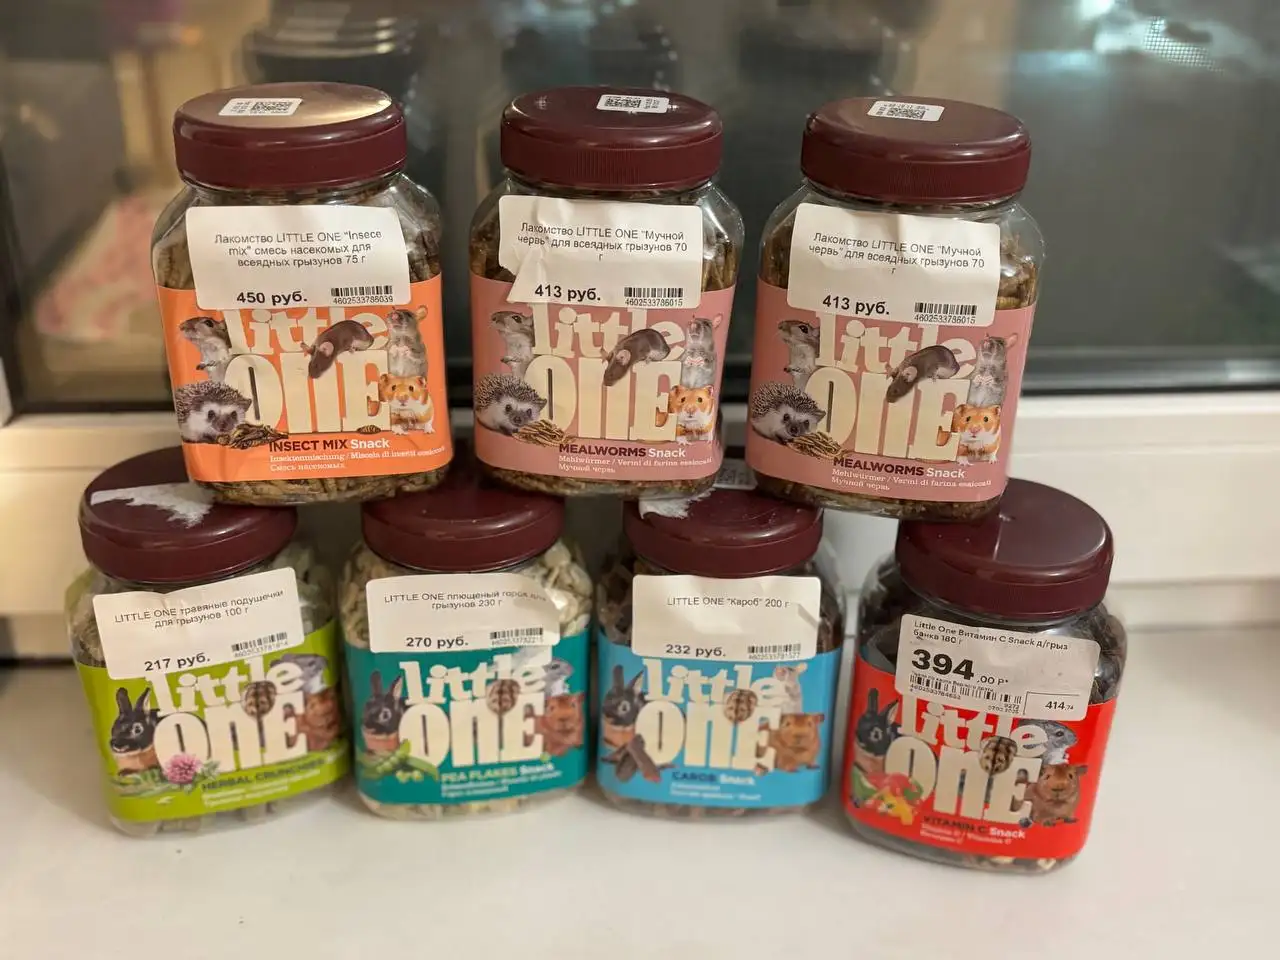 Лакомство LITTLE ONE "Insece
mix" смесь насекомых для
всеядных грызунов 75 г
450 руб.
4602533786039
little
ONE
INSECT MIX Snack
Insektenmischung / Miscela di insetti essiccati
Смесь насекомых
Лакомство LITTLE ONE "Мучной
червь" для всеядных грызунов 70
г
413 руб.
4602533786015
little
ONE
MEALWORMS Snack
Mehlwürmer / Vermi di farina essiccati
Мучной червь
Лакомство LITTLE ONE "Мучной
червь" для всеядных грызунов 70
г
413 руб.
4602533786015
little
ONE
MEALWORMS Snack
Mehlwürmer / Vermi di farina essiccati
Мучной червь
LITTLE ONE травяные подушечки
для грызунов 100 г
217 руб.
little
ONE
HERBAL CRUNCHIES
LITTLE ONE плющеный горох для
грызунов 230 г
270 руб.
little
ONE
PEA FLAKES Snack
LITTLE ONE "Кароб" 200 г
232 руб.
little
ONE
CAROB Snack
Little One Витамин С Snack д/грыз
банка 180 г
394 ,00 Р*
414,74
little
ONE
VITAMIN C Snack